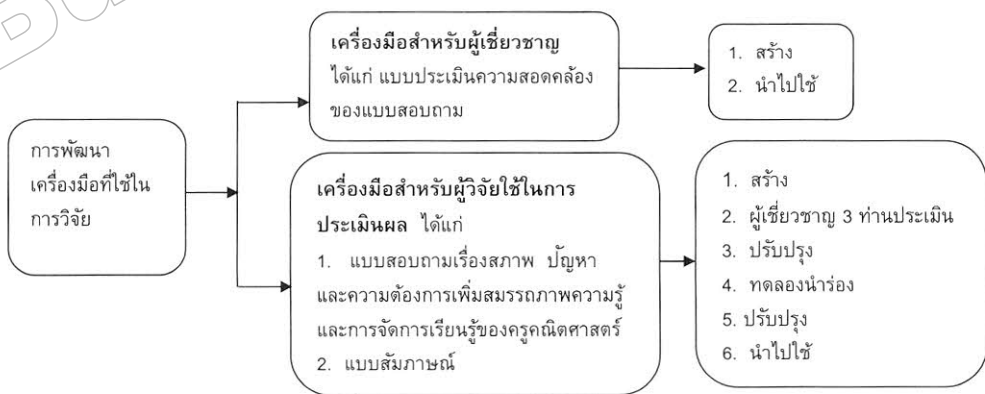 การพัฒนา
เครื่องมือที่ใช้ใน
การวิจัย
เครื่องมือสำหรับผู้เชี่ยวชาญ
ได้แก่ แบบประเมินความสอดคล้อง
ของแบบสอบถาม
1. สร้าง
2. นำไปใช้
เครื่องมือสำหรับผู้วิจัยใช้ในการ
ประเมินผล ได้แก่
1. แบบสอบถามเรื่องสภาพ ปัญหา
และความต้องการเพิ่มสมรรถภาพความรู้
และการจัดการเรียนรู้ของครูคณิตศาสตร์
2. แบบสัมภาษณ์
1. สร้าง
2. ผู้เชี่ยวชาญ 3 ท่านประเมิน
3. ปรับปรุง
4. ทดลองนำร่อง
5. ปรับปรุง
6. นำไปใช้